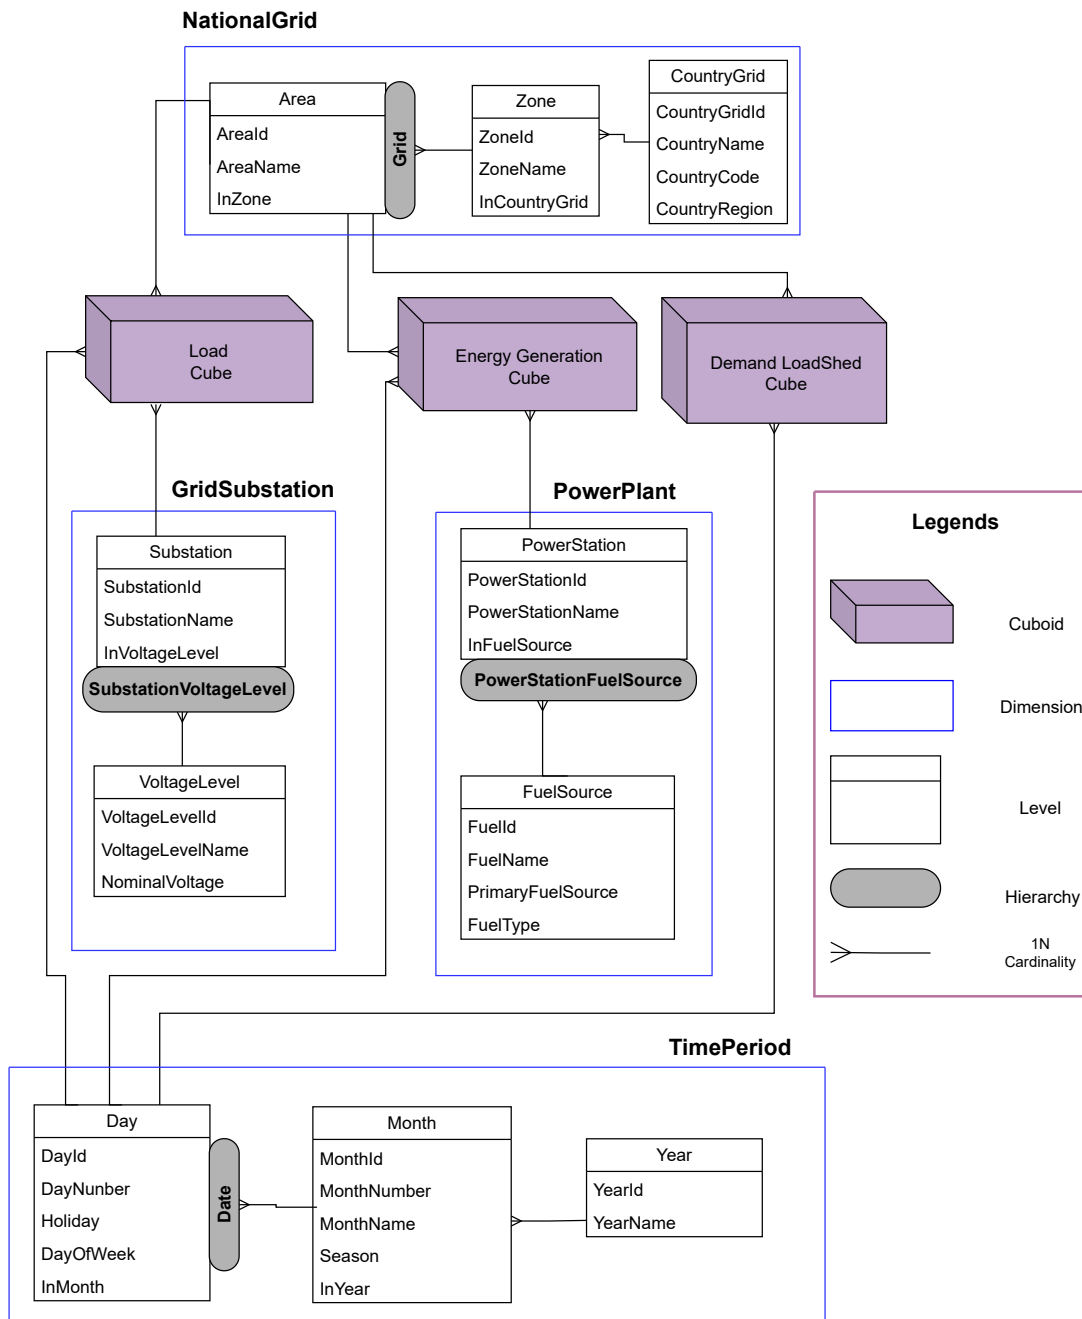 NationalGrid
Area
AreaId
AreaName
InZone
Grid
Zone
ZoneId
ZoneName
InCountryGrid
CountryGrid
CountryGridId
CountryName
CountryCode
CountryRegion
Load
Cube
Energy Generation
Cube
Demand LoadShed
Cube
GridSubstation
Substation
SubstationId
SubstationName
InVoltageLevel
SubstationVoltageLevel
VoltageLevel
VoltageLevelId
VoltageLevelName
NominalVoltage
PowerPlant
PowerStation
PowerStationId
PowerStationName
InFuelSource
PowerStationFuelSource
FuelSource
FuelId
FuelName
PrimaryFuelSource
FuelType
Legends
Cuboid
Dimension
Level
Hierarchy
1N
Cardinality
TimePeriod
Day
DayId
DayNunber
Holiday
DayOfWeek
InMonth
Date
Month
MonthId
MonthNumber
MonthName
Season
InYear
Year
YearId
YearName